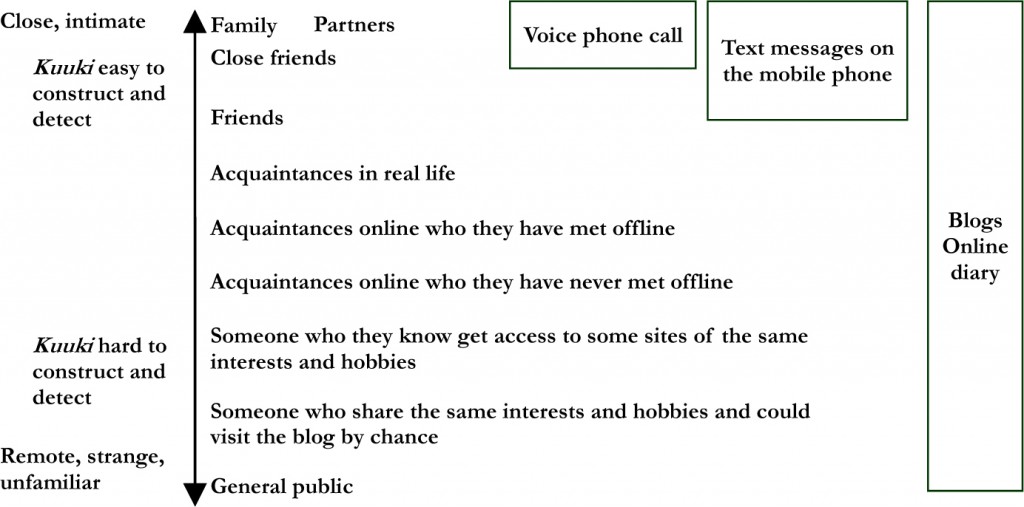 Close, intimate
Kuuki easy to
construct and
detect
Kuuki hard to
construct and
detect
Remote, strange,
unfamiliar
Family Partners
Close friends
Friends
Acquaintances in real life
Acquaintances online who they have met offline
Acquaintances online who they have never met offline
Someone who they know get access to some sites of the same
interests and hobbies
Someone who share the same interests and hobbies and could
visit the blog by chance
General public
Voice phone call
Text messages on
the mobile phone
Blogs
Online
diary